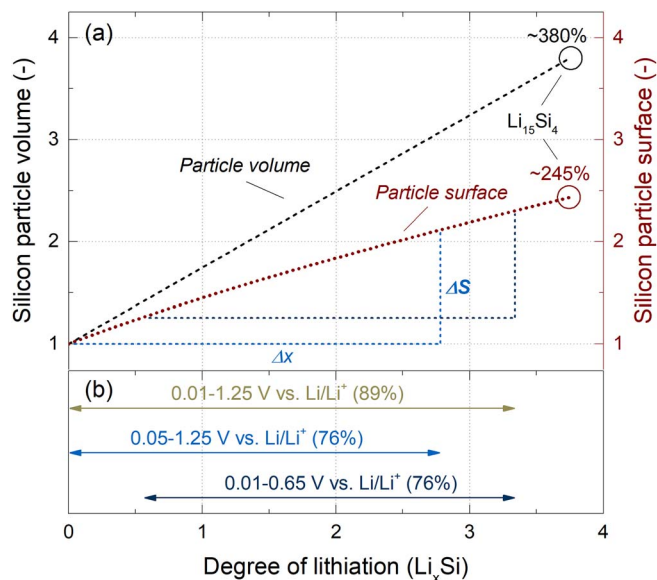 (a)
~380%
Li₁₅Si₄
Particle volume
~245%
Particle surface
ΔS
Δx
4
3
2
1
Silicon particle volume (-)
4
3
2
1
Silicon particle surface (-)
(b)
0.01-1.25 V vs. Li/Li⁺ (89%)
0.05-1.25 V vs. Li/Li⁺ (76%)
0.01-0.65 V vs. Li/Li⁺ (76%)
0 1 2 3 4
Degree of lithiation (LiₓSi)